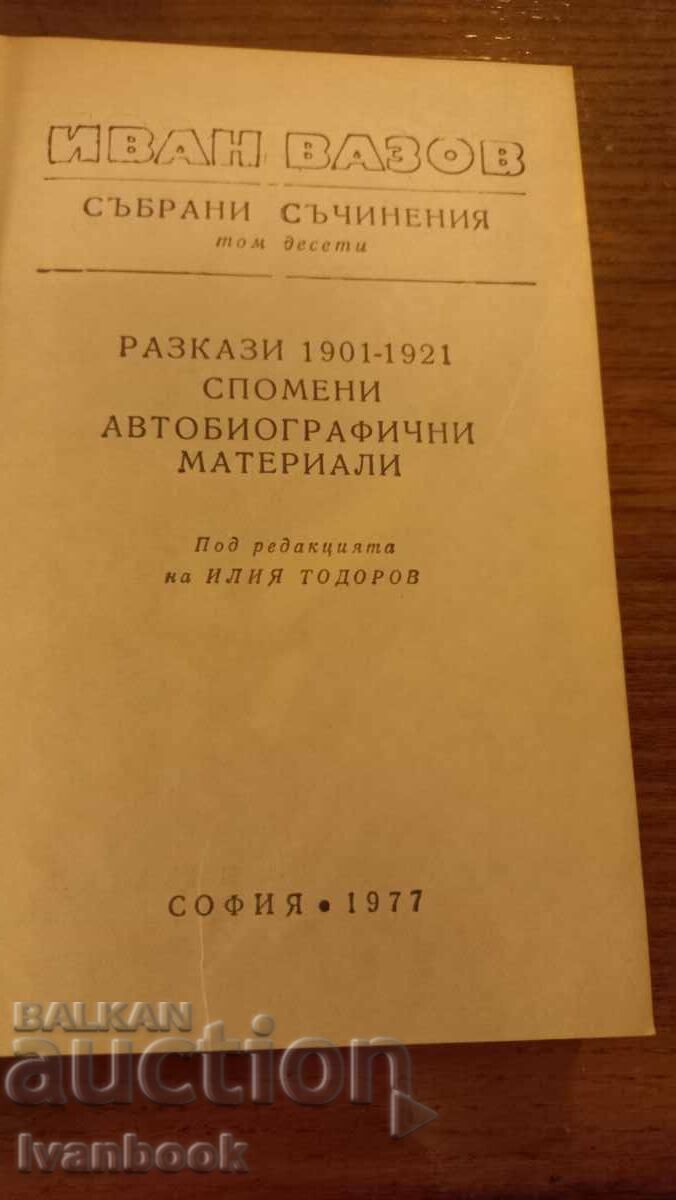 ИВАН ВАЗОВ
СЪБРАНИ СЪЧИНЕНИЯ
том десети
РАЗКАЗИ 1901-1921
СПОМЕНИ
АВТОБИОГРАФИЧНИ
МАТЕРИАЛИ
Под редакцията
на ИЛИЯ ТОДОРОВ
СОФИЯ • 1977
BALKAN
auction
Ivanbook